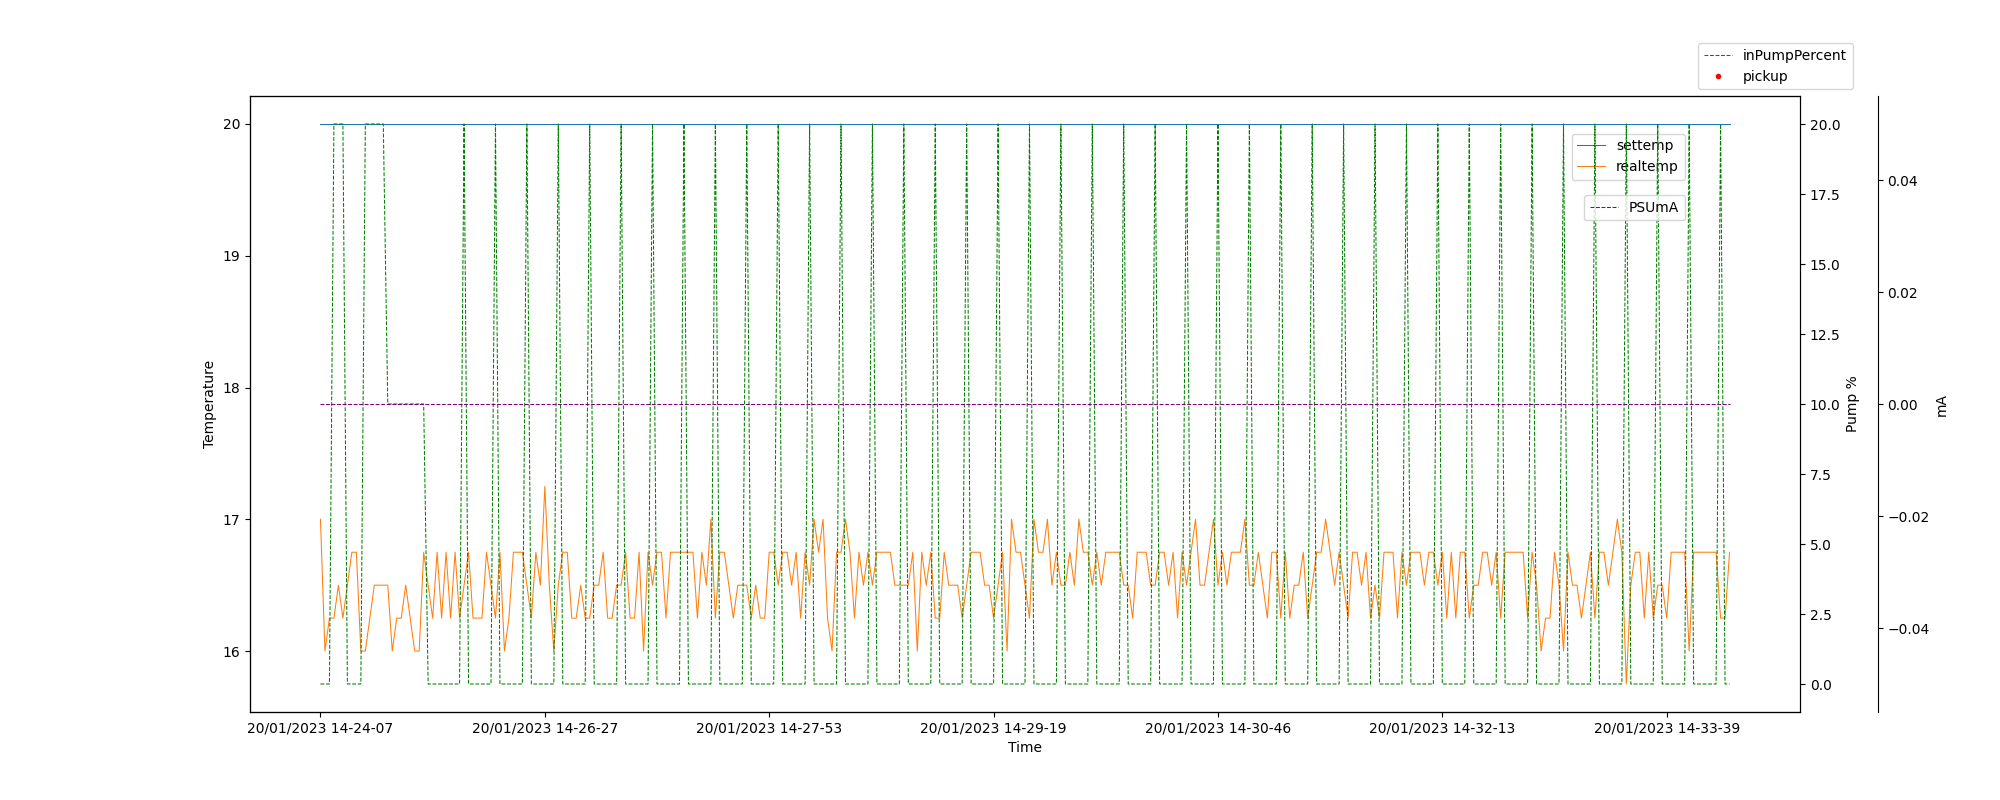 inPumpPercent
pickup
settemp
realtemp
PSUmA
Temperature
20
19
18
17
16
20.0
17.5
15.0
12.5
10.0
7.5
5.0
2.5
0.0
Pump %
0.04
0.02
0.00
−0.02
−0.04
mA
20/01/2023 14-24-07
20/01/2023 14-26-27
20/01/2023 14-27-53
20/01/2023 14-29-19
20/01/2023 14-30-46
20/01/2023 14-32-13
20/01/2023 14-33-39
Time